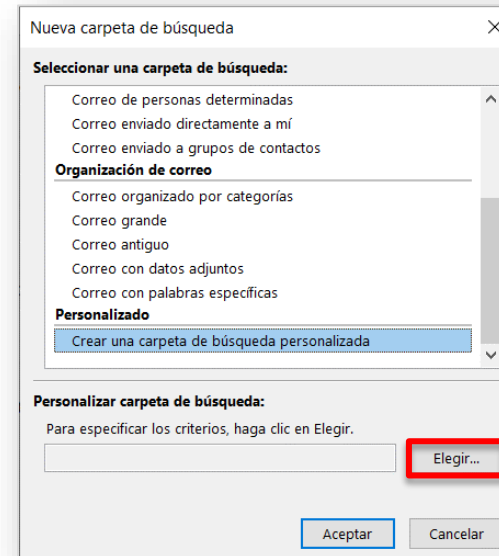 Nueva carpeta de búsqueda
Seleccionar una carpeta de búsqueda:
Correo de personas determinadas
Correo enviado directamente a mí
Correo enviado a grupos de contactos
Organización de correo
Correo organizado por categorías
Correo grande
Correo antiguo
Correo con datos adjuntos
Correo con palabras específicas
Personalizado
Crear una carpeta de búsqueda personalizada
Personalizar carpeta de búsqueda:
Para especificar los criterios, haga clic en Elegir.
Elegir...
Aceptar Cancelar